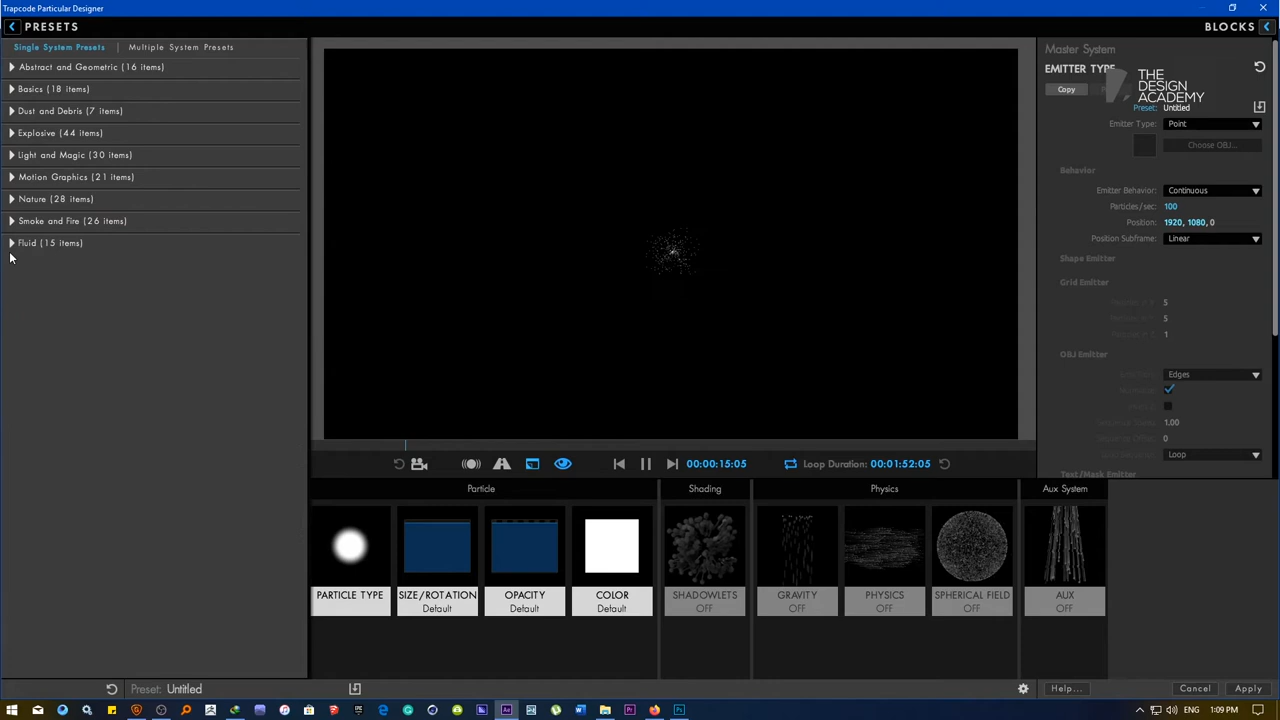 Trapcode Particular Designer
PRESETS
BLOCKS
Single System Presets | Multiple System Presets
Abstract and Geometric (16 items)
Basics (18 items)
Dust and Debris (7 items)
Explosive (44 items)
Light and Magic (30 items)
Motion Graphics (21 items)
Nature (28 items)
Smoke and Fire (26 items)
Fluid (15 items)
Master System
EMITTER TYPE
THE
DESIGN
ACADEMY
Copy
Preset: Untitled
Emitter Type: Point
Choose OBJ...
Behavior
Emitter Behavior: Continuous
Particles/sec: 100
Position: 1920, 1080, 0
Position Subframe: Linear
Shape Emitter
Grid Emitter
5
5
1
OBJ Emitter
Edges
1.00
0
Loop
Text/Mask Emitter
00:00:15:05
Loop Duration: 00:01:52:05
Particle
Shading
Physics
Aux System
PARTICLE TYPE
SIZE/ROTATION
Default
OPACITY
Default
COLOR
Default
SHADOWLETS
OFF
GRAVITY
OFF
PHYSICS
OFF
SPHERICAL FIELD
OFF
AUX
OFF
Preset: Untitled
Help...
Cancel
Apply
1:09 PM